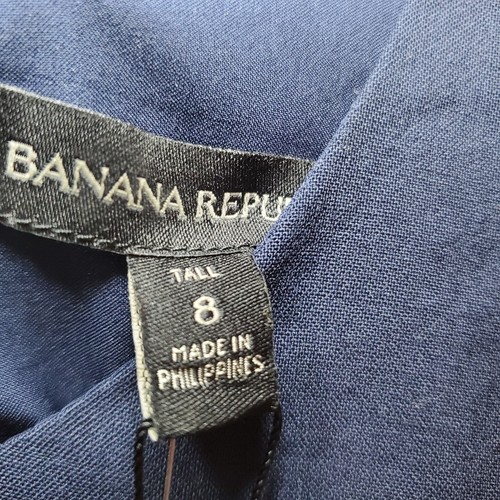 BANANA REPU
TALL
8
MADE IN
PHILIPPINES